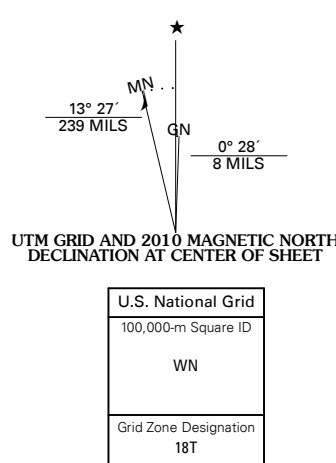 ★
MN
13° 27´
239 MILS
GN
0° 28´
8 MILS
UTM GRID AND 2010 MAGNETIC NORTH
DECLINATION AT CENTER OF SHEET
U.S. National Grid
100,000-m Square ID
WN
Grid Zone Designation
18T